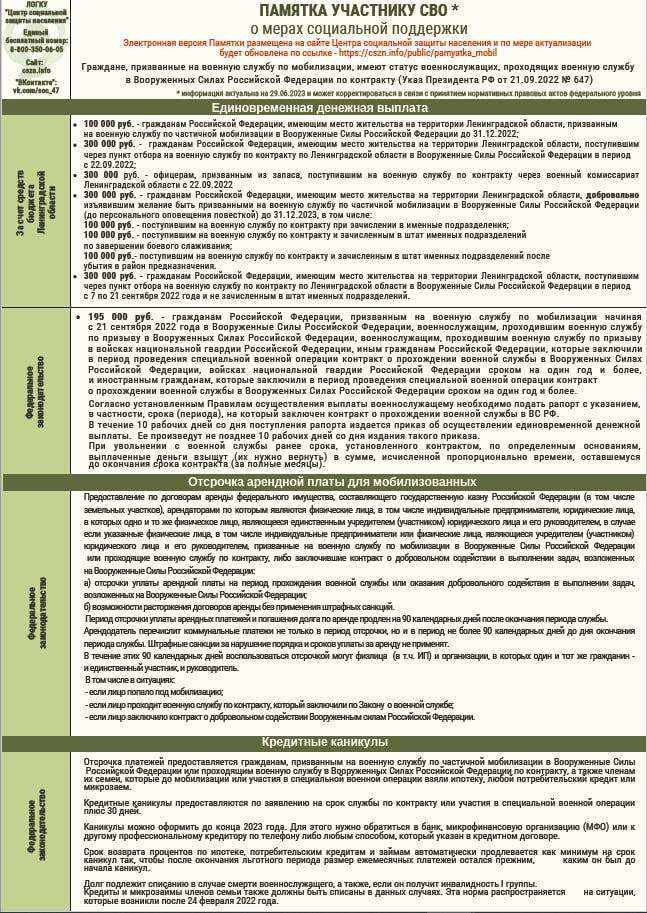 ЛОГКУ
"Центр социальной
защиты населения"
Единый
бесплатный номер:
8-800-350-06-05
Сайт:
cszn.info
"ВКонтакте":
vk.com/soc_47
ПАМЯТКА УЧАСТНИКУ СВО *
о мерах социальной поддержки
Электронная версия Памятки размещена на сайте Центра социальной защиты населения и по мере актуализации
будет обновлена по ссылке - https://cszn.info/public/pamyatka_mobil
Граждане, призванные на военную службу по мобилизации, имеют статус военнослужащих, проходящих военную службу
в Вооруженных Силах Российской Федерации по контракту (Указ Президента РФ от 21.09.2022 № 647)
* информация актуальна на 29.06.2023 и может корректироваться в связи с принятием нормативных правовых актов федерального уровня
Единовременная денежная выплата
За счет средств
бюджета
Ленинградской
области
• 100 000 руб. - гражданам Российской Федерации, имеющим место жительства на территории Ленинградской области, призванным
на военную службу по частичной мобилизации в Вооруженные Силы Российской Федерации до 31.12.2022;
• 300 000 руб. - гражданам Российской Федерации, имеющим место жительства на территории Ленинградской области, поступившим
через пункт отбора на военную службу по контракту по Ленинградской области в Вооруженные Силы Российской Федерации в период
с 22.09.2022;
• 300 000 руб. - офицерам, призванным из запаса, поступившим на военную службу по контракту через военный комиссариат
Ленинградской области с 22.09.2022
• 300 000 руб. - гражданам Российской Федерации, имеющим место жительства на территории Ленинградской области, добровольно
изъявившим желание быть призванными на военную службу по частичной мобилизации в Вооруженные Силы Российской Федерации
(до персонального оповещения повесткой) до 31.12.2023, в том числе:
100 000 руб. - поступившим на военную службу по контракту при зачислении в именные подразделения;
100 000 руб. - поступившим на военную службу по контракту и зачисленным в штат именных подразделений
по завершении боевого слаживания;
100 000 руб.- поступившим на военную службу по контракту и зачисленным в штат именных подразделений после
убытия в район предназначения.
• 300 000 руб. - гражданам Российской Федерации, имеющим место жительства на территории Ленинградской области, поступившим
через пункт отбора на военную службу по контракту по Ленинградской области в Вооруженные Силы Российской Федерации в период
с 7 по 21 сентября 2022 года и не зачисленным в штат именных подразделений.
Федеральное
законодательство
• 195 000 руб. - гражданам Российской Федерации, призванным на военную службу по мобилизации начиная
с 21 сентября 2022 года в Вооруженные Силы Российской Федерации, военнослужащим, проходившим военную службу
по призыву в Вооруженных Силах Российской Федерации, военнослужащим, проходившим военную службу по призыву
в войсках национальной гвардии Российской Федерации, иным гражданам Российской Федерации, которые заключили
в период проведения специальной военной операции контракт о прохождении военной службы в Вооруженных Силах
Российской Федерации, войсках национальной гвардии Российской Федерации сроком на один год и более,
и иностранным гражданам, которые заключили в период проведения специальной военной операции контракт
о прохождении военной службы в Вооруженных Силах Российской Федерации сроком на один год и более.
Согласно установленным Правилам осуществления выплаты военнослужащему необходимо подать рапорт с указанием,
в частности, срока (периода), на который заключен контракт о прохождении военной службы в ВС РФ.
В течение 10 рабочих дней со дня поступления рапорта издается приказ об осуществлении единовременной денежной
выплаты. Ее произведут не позднее 10 рабочих дней со дня издания такого приказа.
При увольнении с военной службы ранее срока, установленного контрактом, по определенным основаниям,
выплаченные деньги взыщут (их нужно вернуть) в сумме, исчисленной пропорционально времени, оставшемуся
до окончания срока контракта (за полные месяцы).
Отсрочка арендной платы для мобилизованных
Федеральное
законодательство
Предоставление по договорам аренды федерального имущества, составляющего государственную казну Российской Федерации (в том числе
земельных участков), арендаторами по которым являются физические лица, в том числе индивидуальные предприниматели, юридические лица,
в которых одно и то же физическое лицо, являющееся единственным учредителем (участником) юридического лица и его руководителем, в случае
если указанные физические лица, в том числе индивидуальные предприниматели или физические лица, являющиеся учредителем (участником)
юридического лица и его руководителем, призванные на военную службу по мобилизации в Вооруженные Силы Российской Федерации
или проходящие военную службу по контракту, либо заключившие контракт о добровольном содействии в выполнении задач, возложенных
на Вооруженные Силы Российской Федерации:
а) отсрочки уплаты арендной платы на период прохождения военной службы или оказания добровольного содействия в выполнении задач,
возложенных на Вооруженные Силы Российской Федерации;
б) возможности расторжения договоров аренды без применения штрафных санкций.
Период отсрочки уплаты арендных платежей и погашения долга по аренде продлен на 90 календарных дней после окончания периода службы.
Арендодатель перечислит коммунальные платежи не только в период отсрочки, но и в период не более 90 календарных дней до дня окончания
периода службы. Штрафные санкции за нарушение порядка и сроков уплаты за аренду не применят.
В течение этих 90 календарных дней воспользоваться отсрочкой могут физлица (в т.ч. ИП) и организации, в которых один и тот же гражданин -
и единственный участник, и руководитель.
В том числе в ситуациях:
- если лицо попало под мобилизацию;
- если лицо проходит военную службу по контракту, который заключили по Закону о военной службе;
- если лицо заключило контракт о добровольном содействии Вооруженным силам Российской Федерации.
Кредитные каникулы
Федеральное
законодательство
Отсрочка платежей предоставляется гражданам, призванным на военную службу по частичной мобилизации в Вооруженные Силы
Российской Федерации или проходящим военную службу в Вооруженных Силах Российской Федерации по контракту, а также членам
их семей, которые до мобилизации или участия в специальной военной операции взяли ипотеку, любой потребительский кредит или
микрозаем.
Кредитные каникулы предоставляются по заявлению на срок службы по контракту или участия в специальной военной операции
плюс 30 дней.
Каникулы можно оформить до конца 2023 года. Для этого нужно обратиться в банк, микрофинансовую организацию (МФО) или к
другому профессиональному кредитору по телефону либо любым способом, который указан в кредитном договоре.
Срок возврата процентов по ипотеке, потребительским кредитам и займам автоматически продлевается как минимум на срок
каникул так, чтобы после окончания льготного периода размер ежемесячных платежей остался прежним, каким он был до
начала каникул.
Долг подлежит списанию в случае смерти военнослужащего, а также, если он получит инвалидность I группы.
Кредиты и микрозаймы членов семьи также должны быть списаны в данных случаях. Эта норма распространяется на ситуации,
которые возникли после 24 февраля 2022 года.